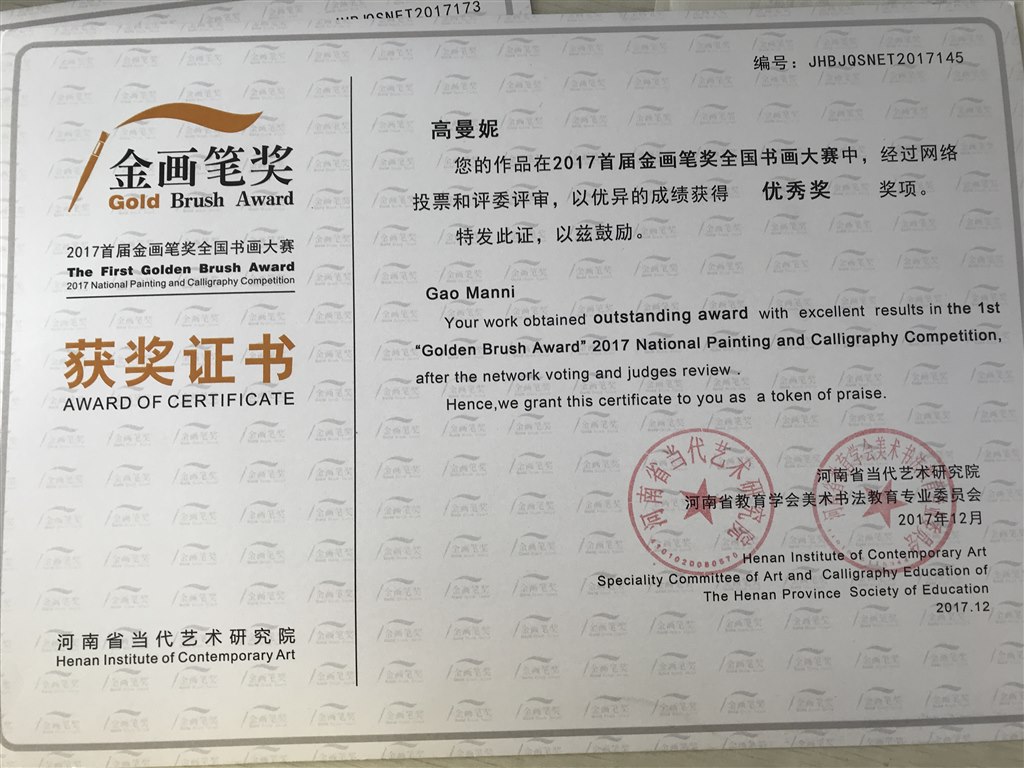 JHBJQSNET2017173
编号：JHBJQSNET2017145
金画笔奖
Gold Brush Award
2017首届金画笔奖全国书画大赛
The First Golden Brush Award
2017 National Painting and Calligraphy Competition
获奖证书
AWARD OF CERTIFICATE
河南省当代艺术研究院
Henan Institute of Contemporary Art
高曼妮
您的作品在2017首届金画笔奖全国书画大赛中，经过网络
投票和评委评审，以优异的成绩获得 优秀奖 奖项。
特发此证，以兹鼓励。
Gao Manni
Your work obtained outstanding award with excellent results in the 1st
“Golden Brush Award” 2017 National Painting and Calligraphy Competition,
after the network voting and judges review .
Hence,we grant this certificate to you as a token of praise.
河南省当代艺术研究院
河南省教育学会美术书法教育专业委员会
2017年12月
河南省当代艺术研究院
4101020080570
Henan Institute of Contemporary Art
Speciality Committee of Art and Calligraphy Education of
The Henan Province Society of Education
2017.12